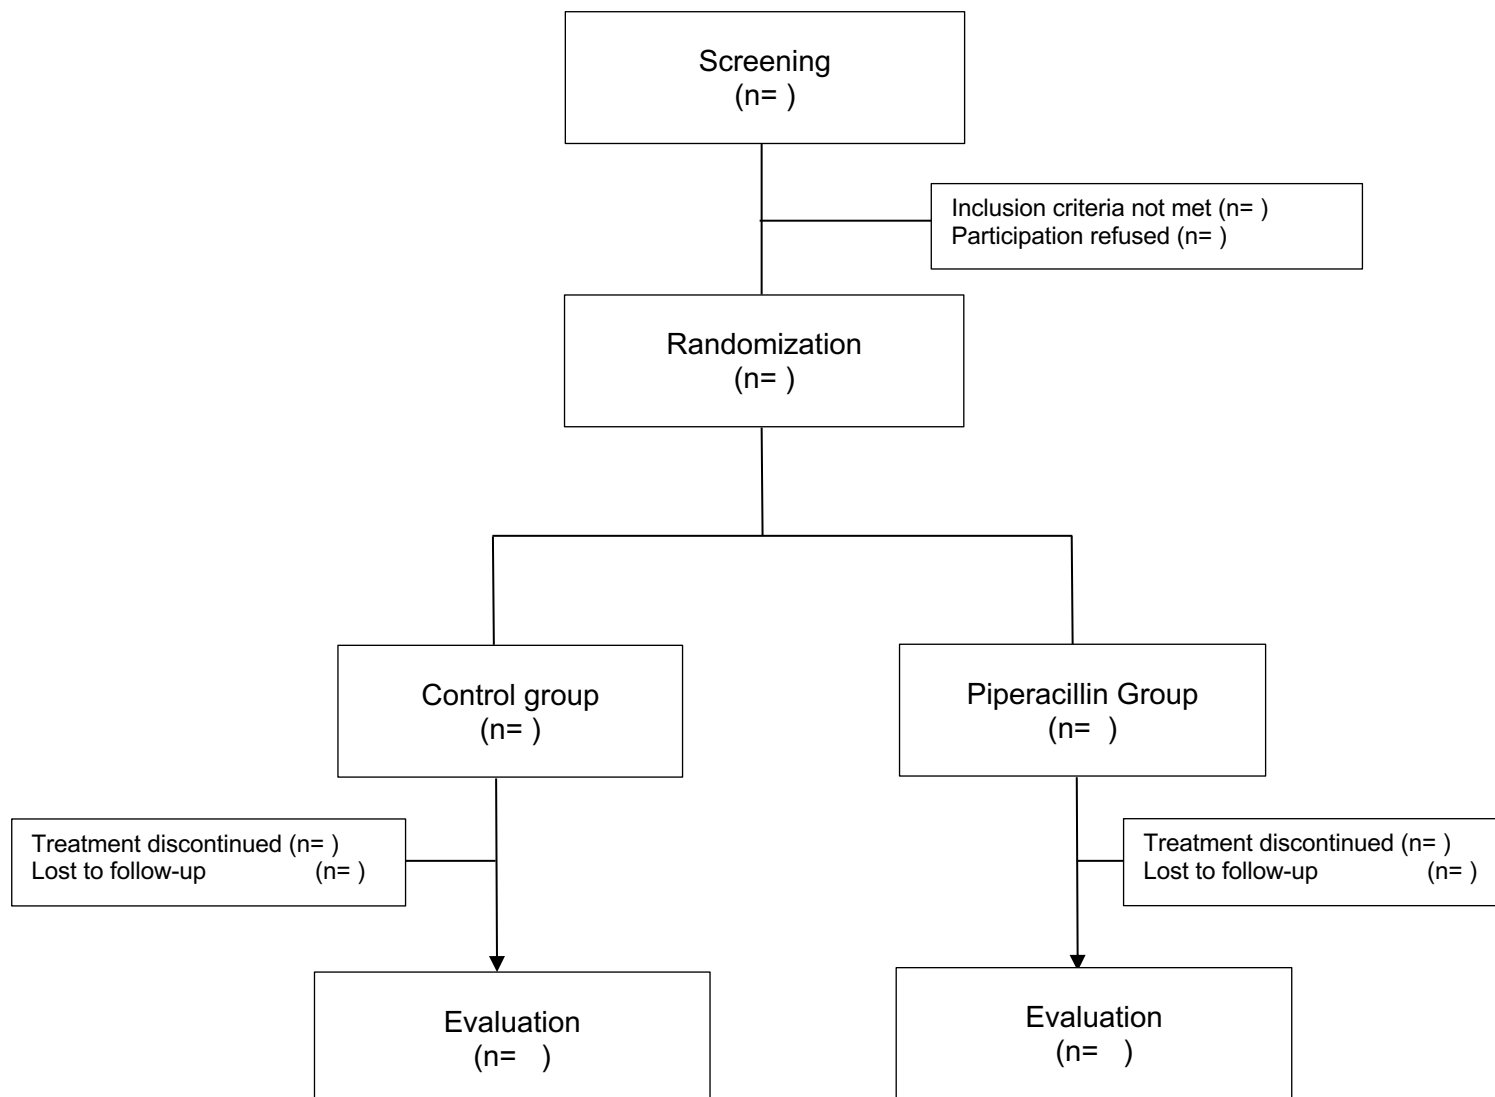 Screening
(n= )
Inclusion criteria not met (n= )
Participation refused (n= )
Randomization
(n= )
Control group
(n= )
Piperacillin Group
(n=  )
Treatment discontinued (n= )
Lost to follow-up (n= )
Treatment discontinued (n= )
Lost to follow-up (n= )
Evaluation
(n=  )
Evaluation
(n=  )